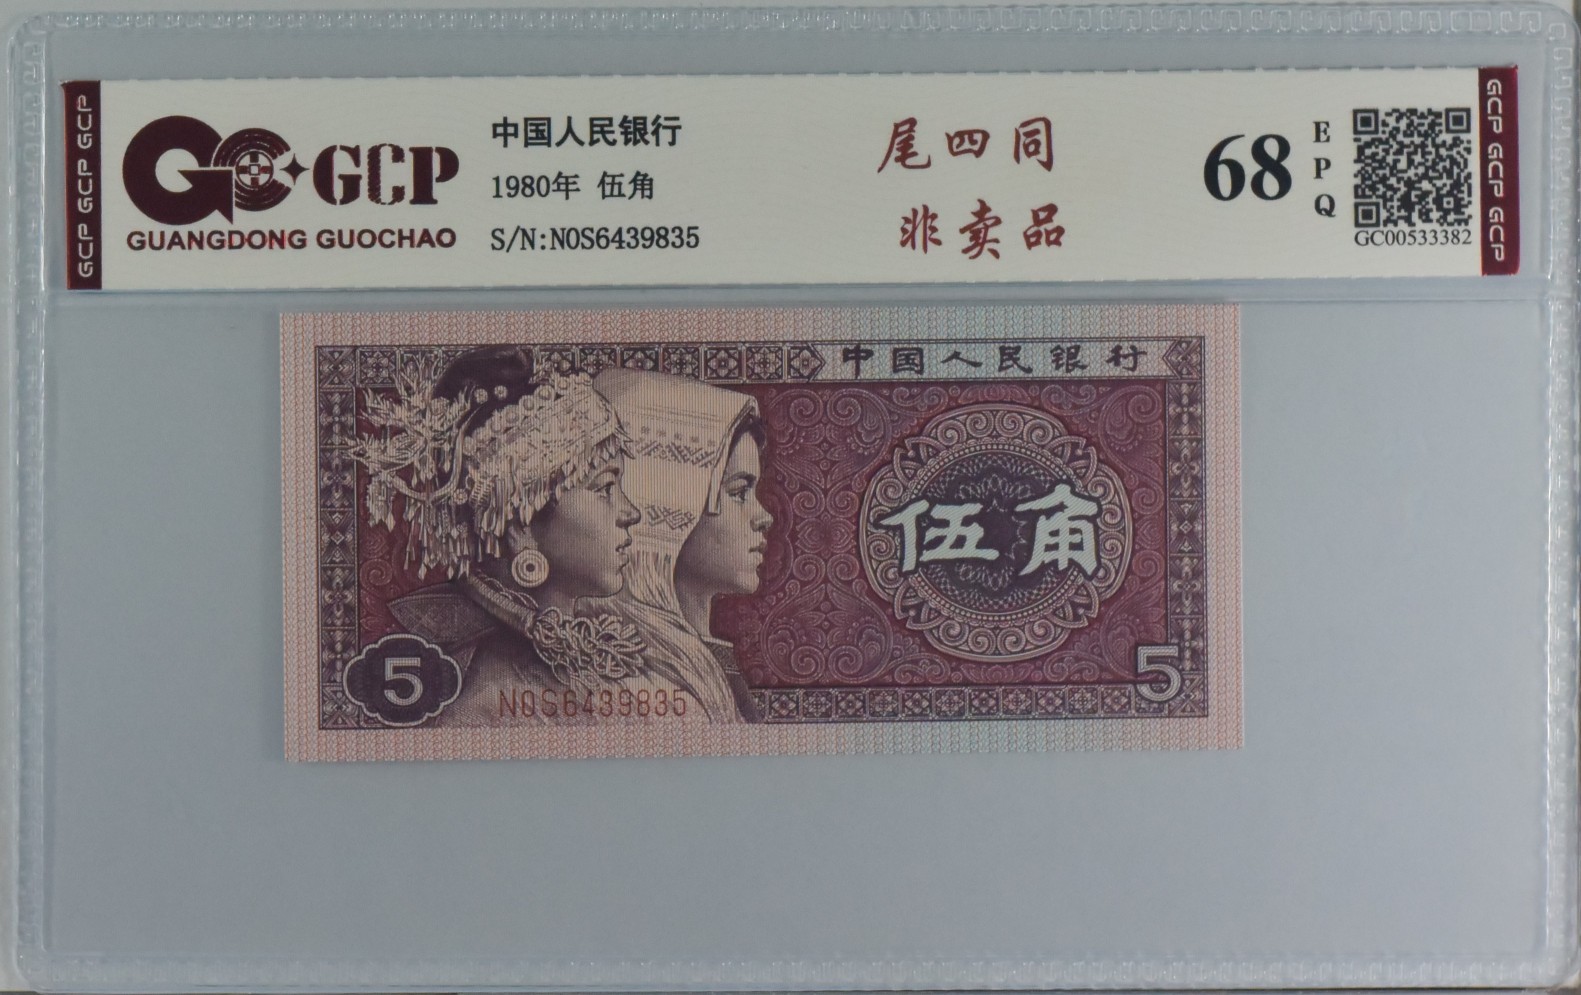 GCP GCP GCP
GCP
GUANGDONG GUOCHAO
中国人民银行
1980年 伍角
S/N:N0S6439835
尾四同
非卖品
68
EPQ
GC00533382
GCP GCP GCP
中国人民银行
伍角
5
5
N0S6439835